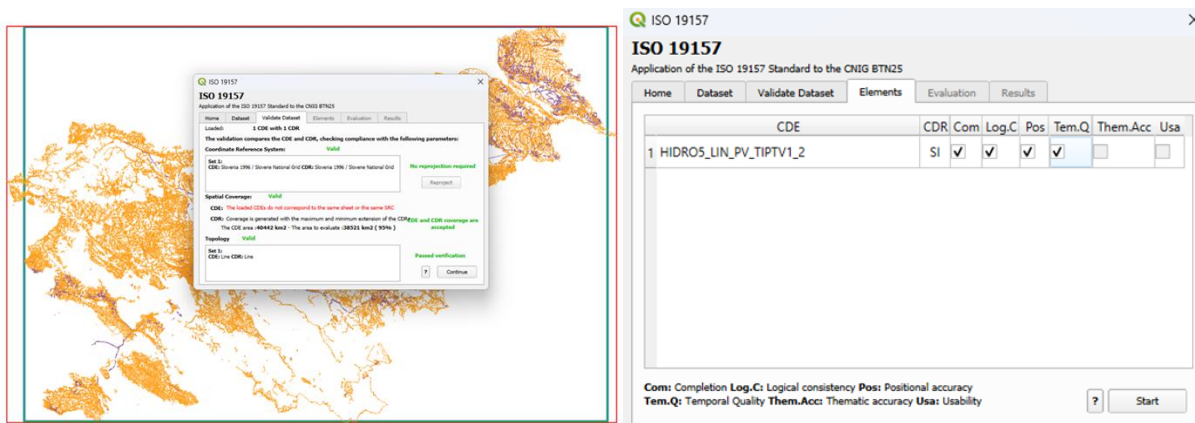 ISO 19157
ISO 19157
Application of the ISO 19157 Standard to the CNIG BTN25
Home Dataset Validate Dataset Elements Evaluation Results
Loaded: 1 CDE with 1 CDR
The validation compares the CDE and CDR, checking compliance with the following parameters:
Coordinate Reference System: Valid
Set 1:
CDE: Slovenia 1996 / Slovene National Grid CDR: Slovenia 1996 / Slovene National Grid
No reprojection required
Reproject
Spatial Coverage: Valid
CDE: The loaded CDEs do not correspond to the same sheet or the same SRC
CDR: Coverage is generated with the maximum and minimum extension of the CDR
CDE and CDR coverage are accepted
The CDE area :40442 km2 - The area to evaluate :38521 km2 ( 95% )
Topology Valid
Set 1:
CDE: Line CDR: Line
Passed verification
? Continue
ISO 19157
ISO 19157
Application of the ISO 19157 Standard to the CNIG BTN25
Home Dataset Validate Dataset Elements Evaluation Results
CDE CDR Com Log.C Pos Tem.Q Them.Acc Usa
1 HIDRO5_LIN_PV_TIPTV1_2 SI
Com: Completion Log.C: Logical consistency Pos: Positional accuracy
Tem.Q: Temporal Quality Them.Acc: Thematic accuracy Usa: Usability
? Start